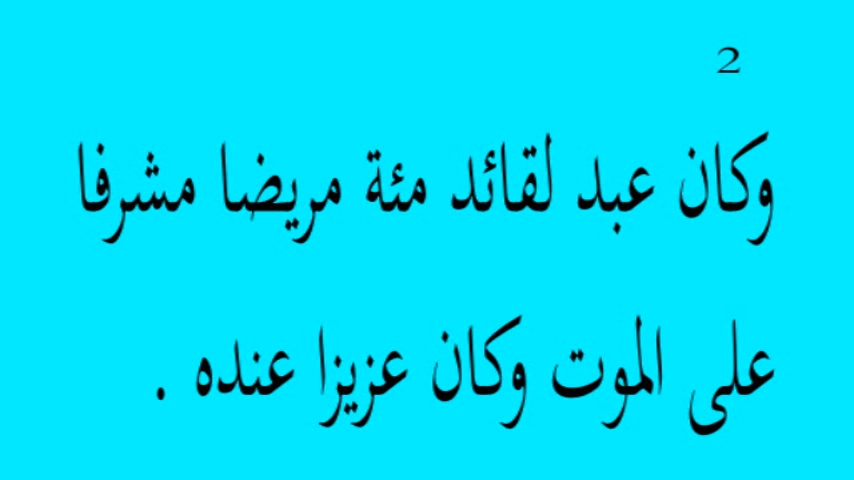 2
وكان عبد لقائد مئة مريضا مشرفا
على الموت وكان عزيزا عنده .